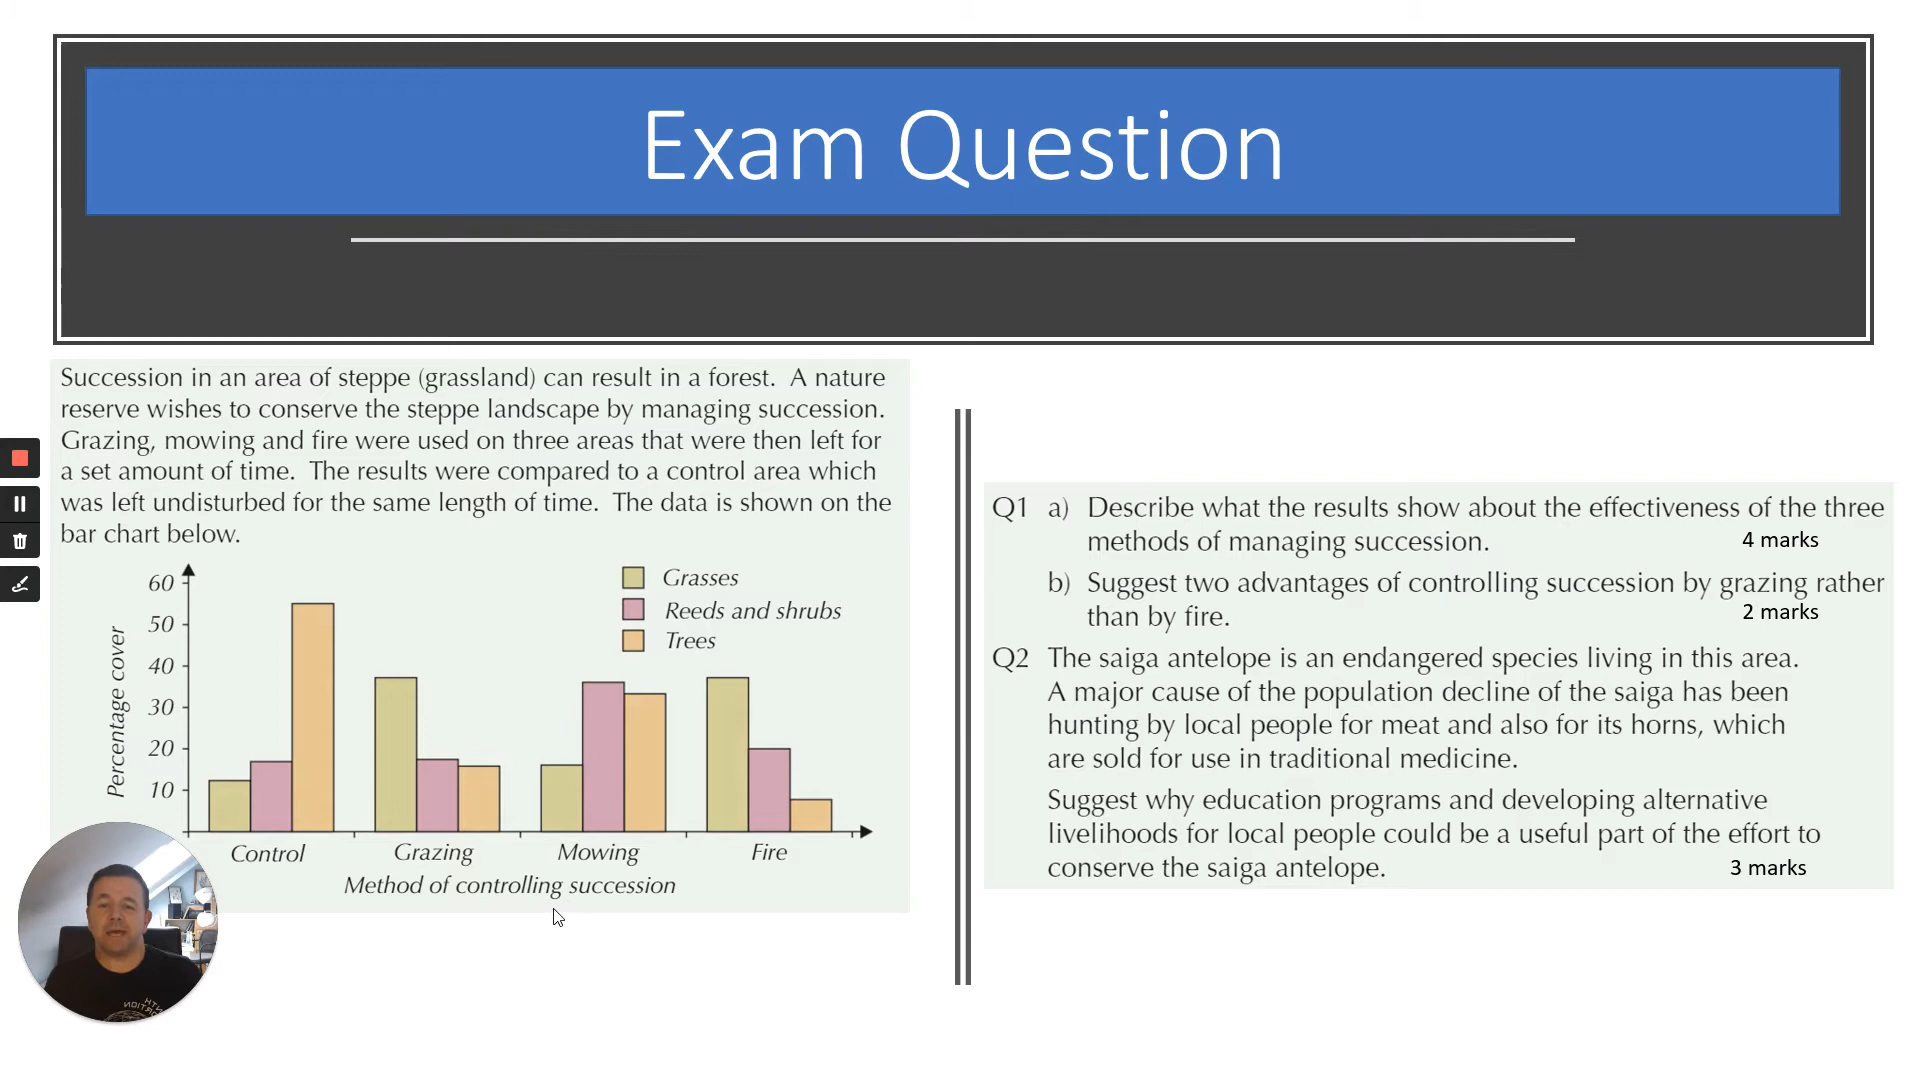 Exam Question
Succession in an area of steppe (grassland) can result in a forest. A nature
reserve wishes to conserve the steppe landscape by managing succession.
Grazing, mowing and fire were used on three areas that were then left for
a set amount of time. The results were compared to a control area which
was left undisturbed for the same length of time. The data is shown on the
bar chart below.
60
50
40
30
20
10
Percentage cover
Grasses
Reeds and shrubs
Trees
Control
Grazing
Mowing
Fire
Method of controlling succession
Q1 a) Describe what the results show about the effectiveness of the three
methods of managing succession. 4 marks
b) Suggest two advantages of controlling succession by grazing rather
than by fire. 2 marks
Q2 The saiga antelope is an endangered species living in this area.
A major cause of the population decline of the saiga has been
hunting by local people for meat and also for its horns, which
are sold for use in traditional medicine.
Suggest why education programs and developing alternative
livelihoods for local people could be a useful part of the effort to
conserve the saiga antelope. 3 marks